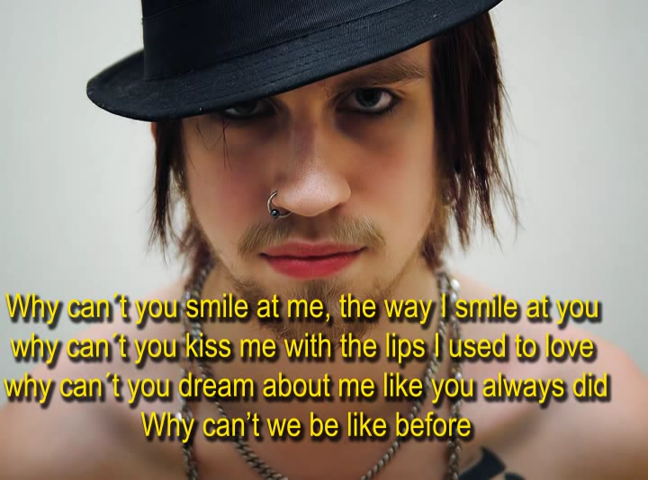 Why can´t you smile at me, the way I smile at you
why can´t you kiss me with the lips I used to love
why can´t you dream about me like you always did
Why can't we be like before